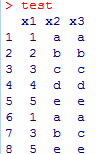 > test
x1 x2 x3
1 1 a a
2 2 b b
3 3 c c
4 4 d d
5 5 e e
6 1 a a
7 3 b c
8 5 e e